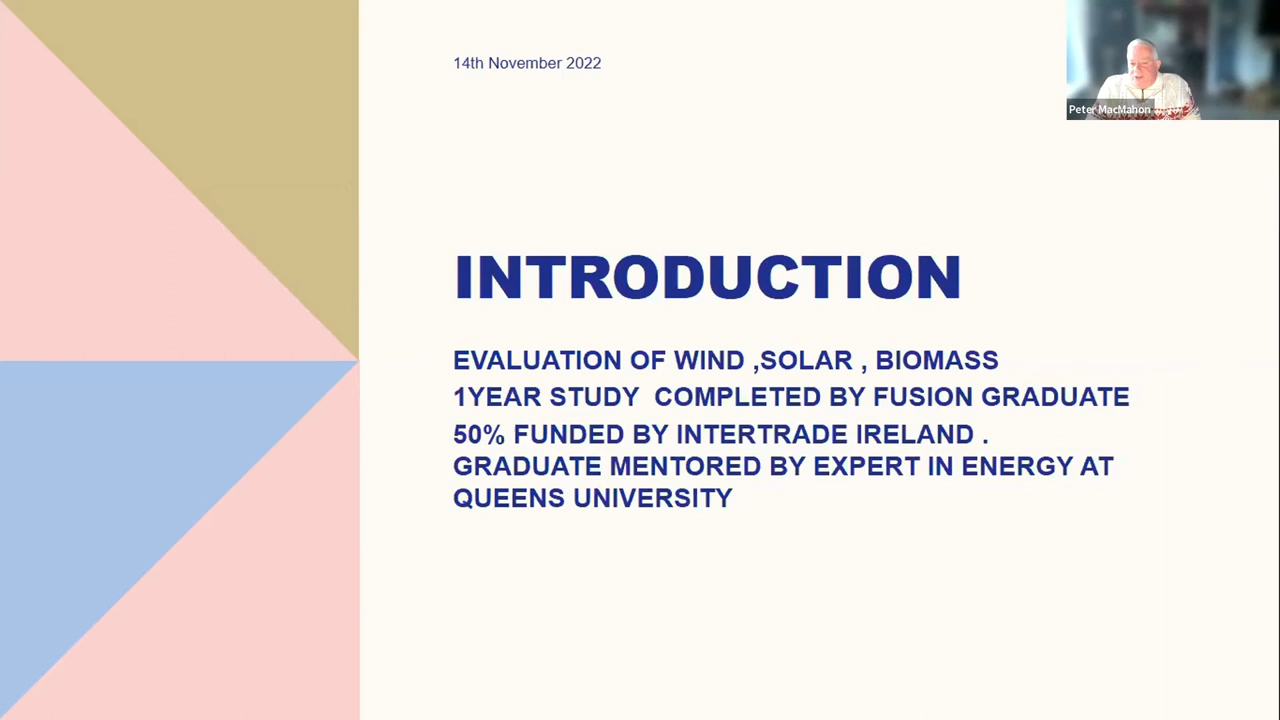 14th November 2022
Peter MacMahon
INTRODUCTION
EVALUATION OF WIND ,SOLAR , BIOMASS
1YEAR STUDY  COMPLETED BY FUSION GRADUATE
50% FUNDED BY INTERTRADE IRELAND .
GRADUATE MENTORED BY EXPERT IN ENERGY AT
QUEENS UNIVERSITY